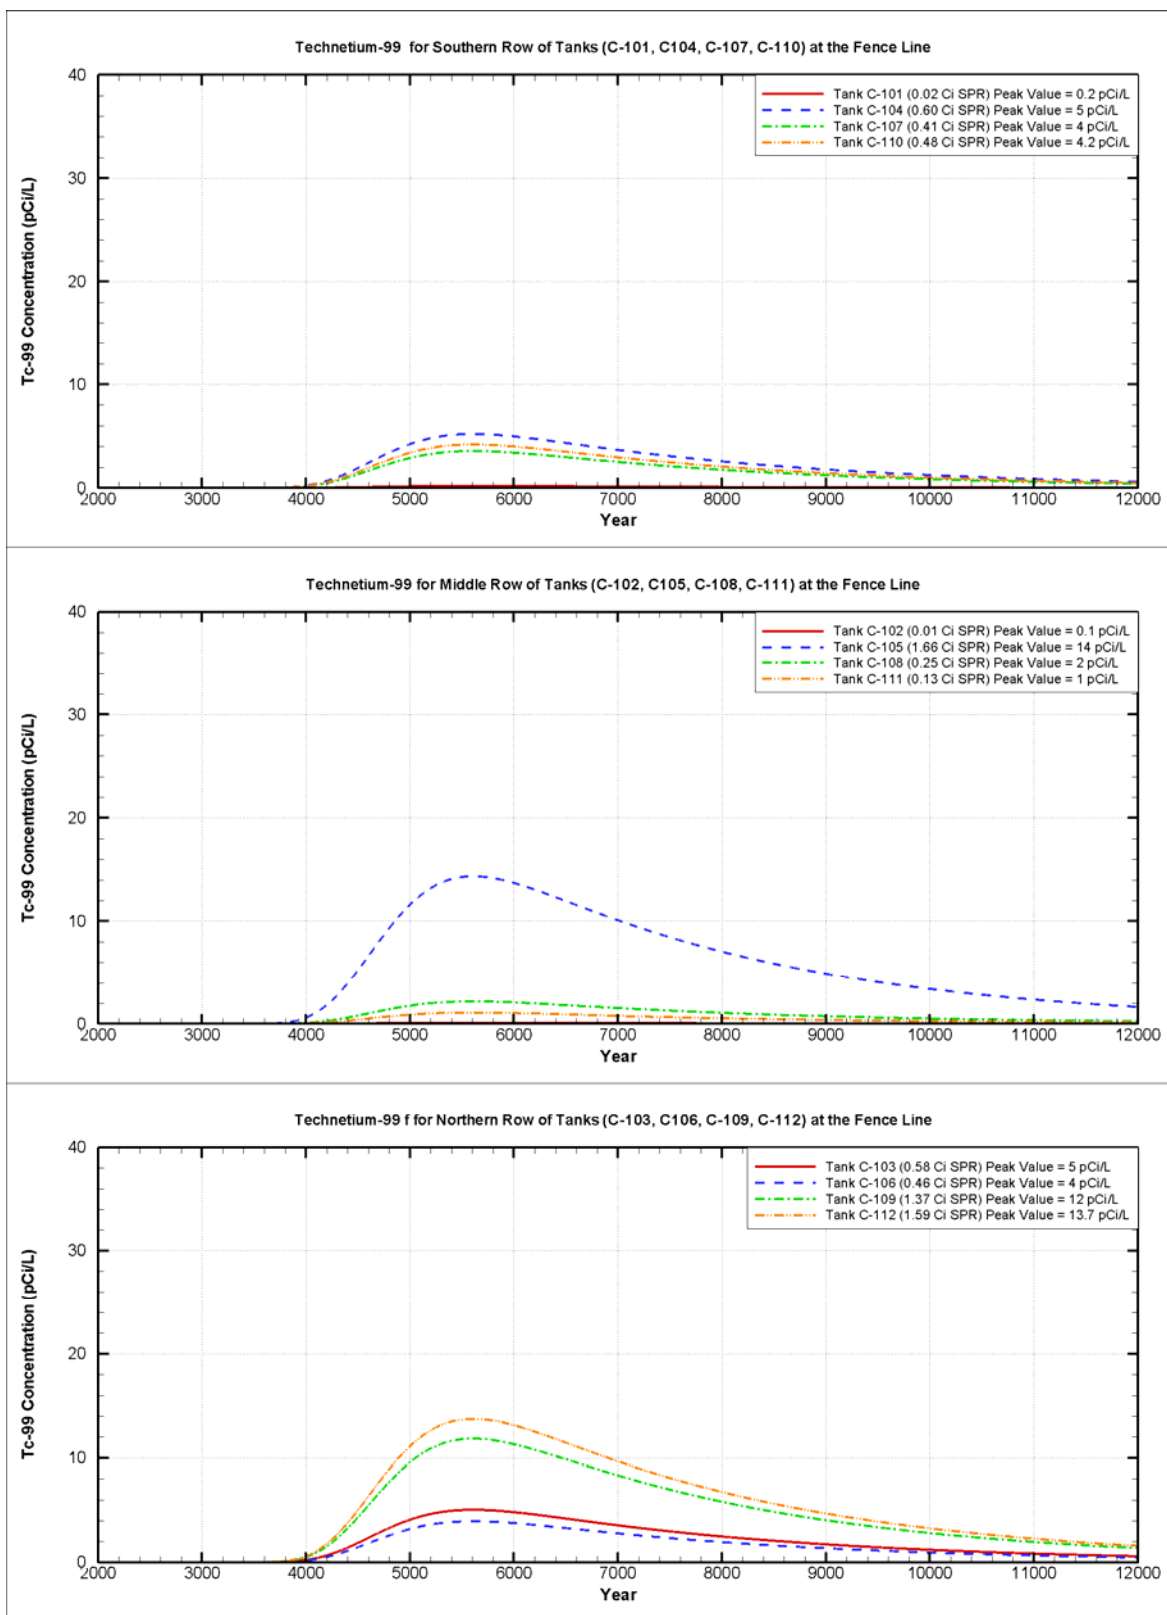 Technetium-99 for Southern Row of Tanks (C-101, C104, C-107, C-110) at the Fence Line
Tank C-101 (0.02 Ci SPR) Peak Value = 0.2 pCi/L
Tank C-104 (0.60 Ci SPR) Peak Value = 5 pCi/L
Tank C-107 (0.41 Ci SPR) Peak Value = 4 pCi/L
Tank C-110 (0.48 Ci SPR) Peak Value = 4.2 pCi/L
Tc-99 Concentration (pCi/L)
40
30
20
10
0
2000 3000 4000 5000 6000 7000 8000 9000 10000 11000 12000
Year
Technetium-99 for Middle Row of Tanks (C-102, C105, C-108, C-111) at the Fence Line
Tank C-102 (0.01 Ci SPR) Peak Value = 0.1 pCi/L
Tank C-105 (1.66 Ci SPR) Peak Value = 14 pCi/L
Tank C-108 (0.25 Ci SPR) Peak Value = 2 pCi/L
Tank C-111 (0.13 Ci SPR) Peak Value = 1 pCi/L
Tc-99 Concentration (pCi/L)
40
30
20
10
0
2000 3000 4000 5000 6000 7000 8000 9000 10000 11000 12000
Year
Technetium-99 f for Northern Row of Tanks (C-103, C106, C-109, C-112) at the Fence Line
Tank C-103 (0.58 Ci SPR) Peak Value = 5 pCi/L
Tank C-106 (0.46 Ci SPR) Peak Value = 4 pCi/L
Tank C-109 (1.37 Ci SPR) Peak Value = 12 pCi/L
Tank C-112 (1.59 Ci SPR) Peak Value = 13.7 pCi/L
Tc-99 Concentration (pCi/L)
40
30
20
10
0
2000 3000 4000 5000 6000 7000 8000 9000 10000 11000 12000
Year